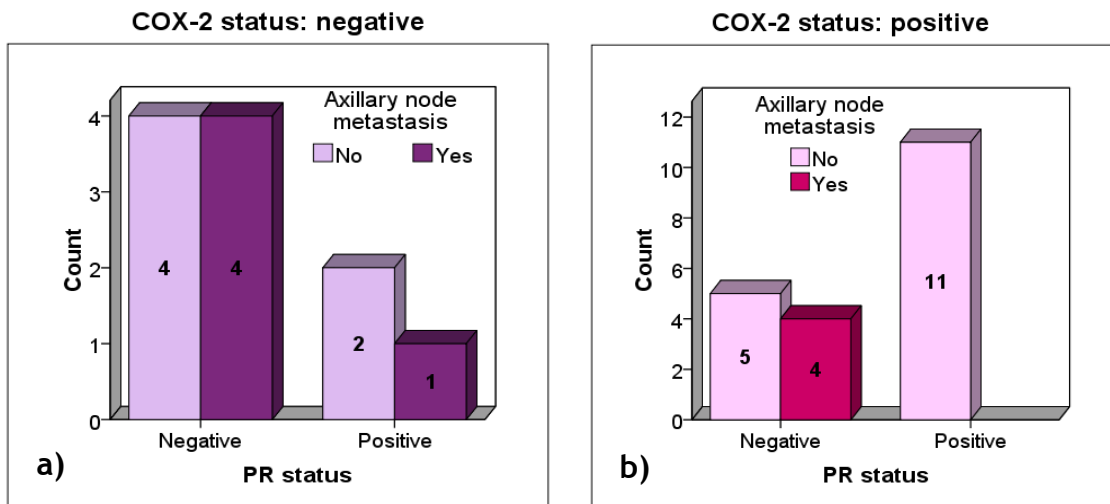 COX-2 status: negative
Axillary node
metastasis
No Yes
Count
4
3
2
1
0
4 4 2 1
Negative Positive
PR status
a)
COX-2 status: positive
Axillary node
metastasis
No
Yes
Count
12
10
8
6
4
2
0
5 4 11
Negative Positive
PR status
b)